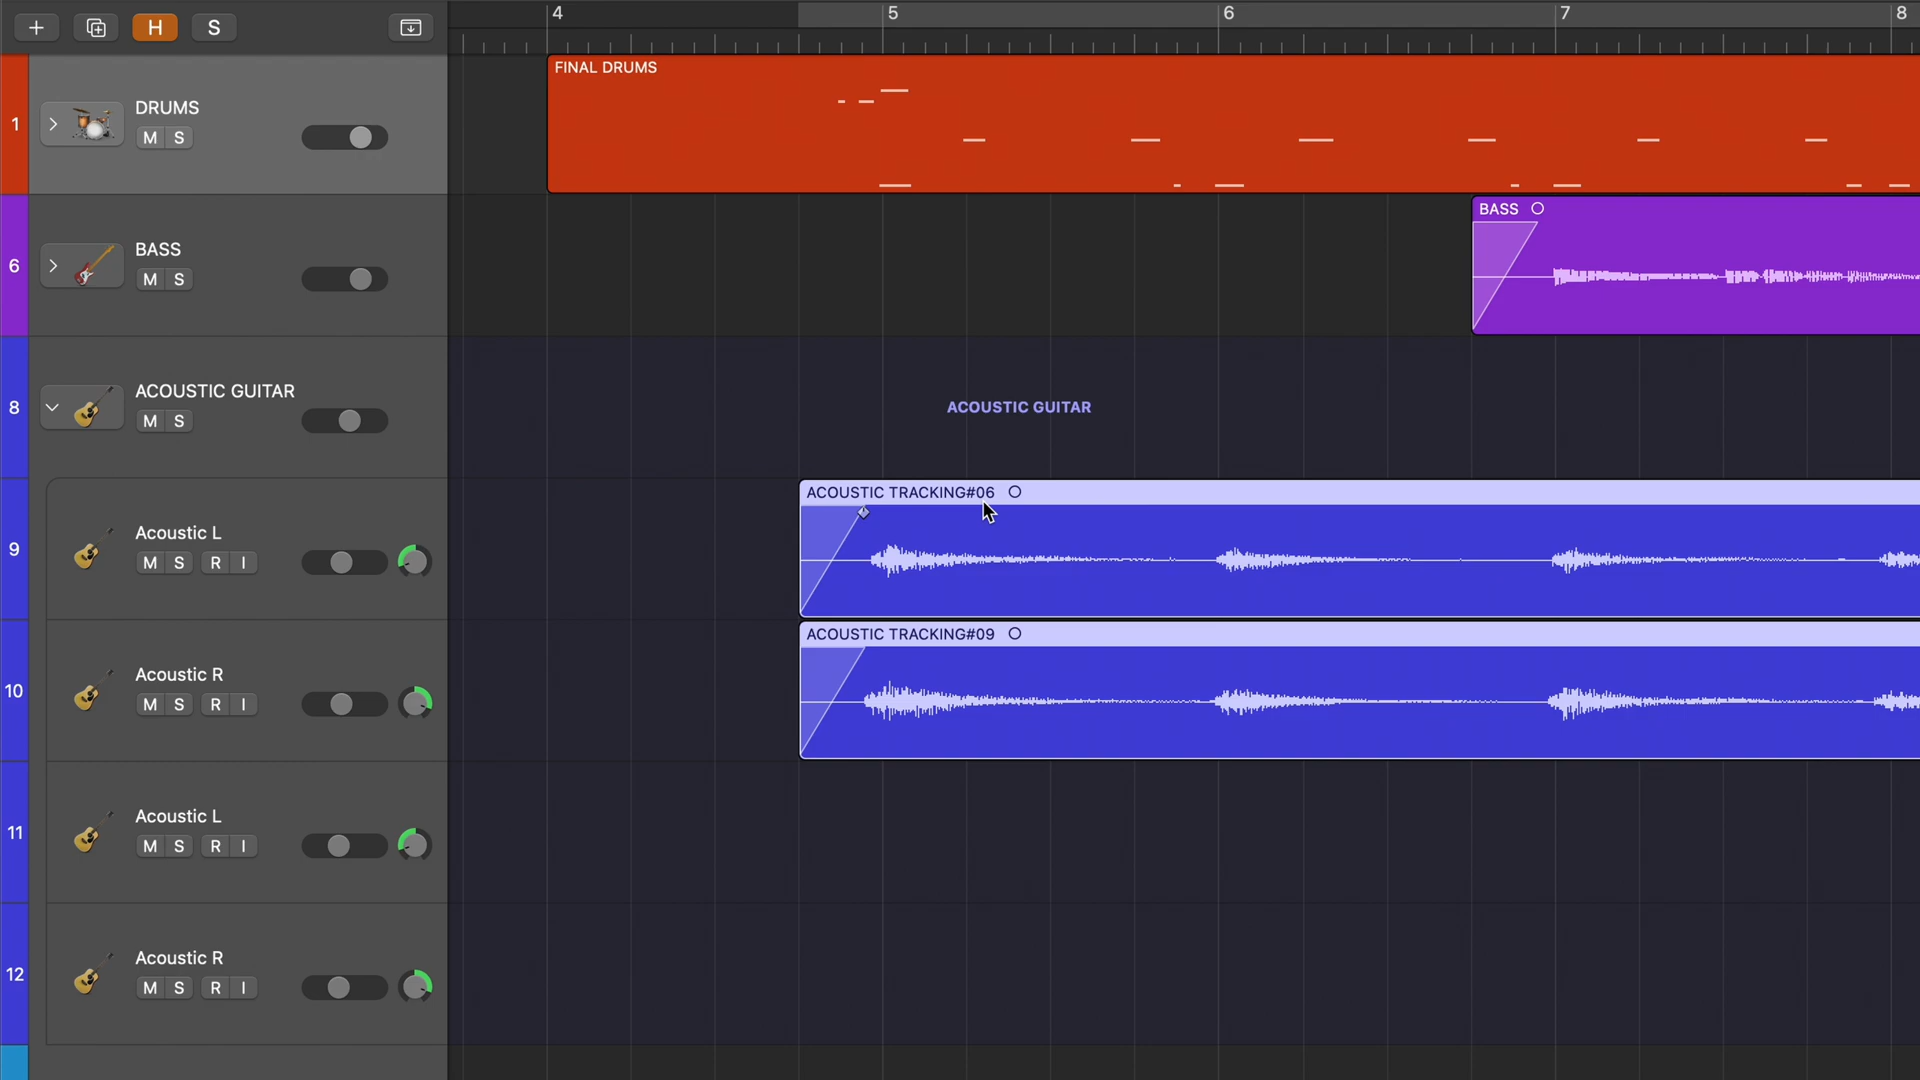 H S
4 5 6 7 8
1
DRUMS
M S
FINAL DRUMS
6
BASS
M S
BASS
8
ACOUSTIC GUITAR
M S
ACOUSTIC GUITAR
9
Acoustic L
M S R I
ACOUSTIC TRACKING#06
10
Acoustic R
M S R I
ACOUSTIC TRACKING#09
11
Acoustic L
M S R I
12
Acoustic R
M S R I